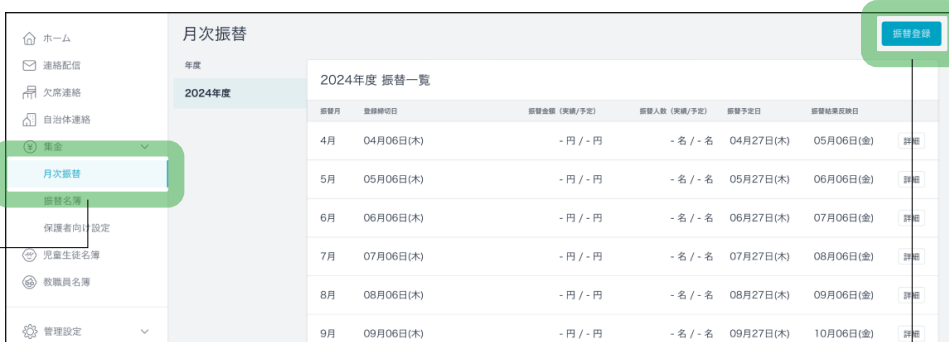 ホーム
連絡配信
欠席連絡
自治体連絡
集金
月次振替
振替名簿
保護者向け設定
児童生徒名簿
教職員名簿
管理設定
月次振替
振替登録
年度
2024年度
2024年度 振替一覧
振替月 登録締切日 振替金額（実績/予定） 振替人数（実績/予定） 振替予定日 振替結果反映日
4月 04月06日(木) - 円 / - 円 - 名 / - 名 04月27日(木) 05月06日(金) 詳細
5月 05月06日(木) - 円 / - 円 - 名 / - 名 05月27日(木) 06月06日(金) 詳細
6月 06月06日(木) - 円 / - 円 - 名 / - 名 06月27日(木) 07月06日(金) 詳細
7月 07月06日(木) - 円 / - 円 - 名 / - 名 07月27日(木) 08月06日(金) 詳細
8月 08月06日(木) - 円 / - 円 - 名 / - 名 08月27日(木) 09月06日(金) 詳細
9月 09月06日(木) - 円 / - 円 - 名 / - 名 09月27日(木) 10月06日(金) 詳細